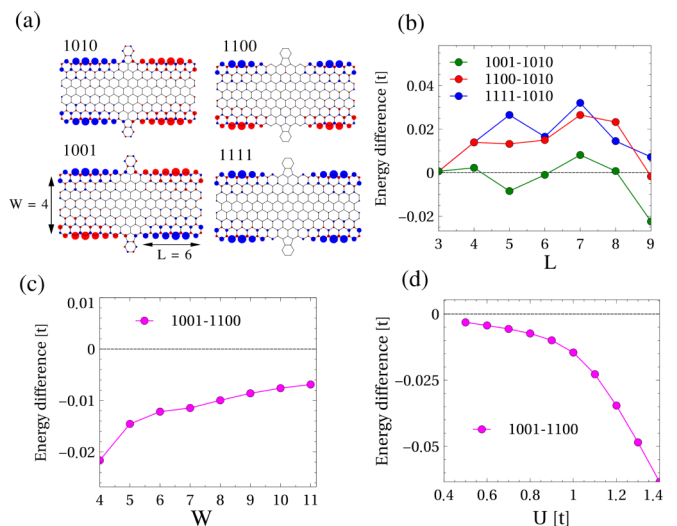 (a)
1010
1100
1001
1111
W = 4
L = 6
(b)
1001-1010
1100-1010
1111-1010
0.04
0.02
0
−0.02
Energy difference [t]
3 4 5 6 7 8 9
L
(c)
1001-1100
0,01
0
−0.01
−0.02
Energy difference [t]
4 5 6 7 8 9 10 11
W
(d)
0
−0.025
−0.05
Energy difference [t]
1001-1100
0.4 0.6 0.8 1 1.2 1.4
U [t]